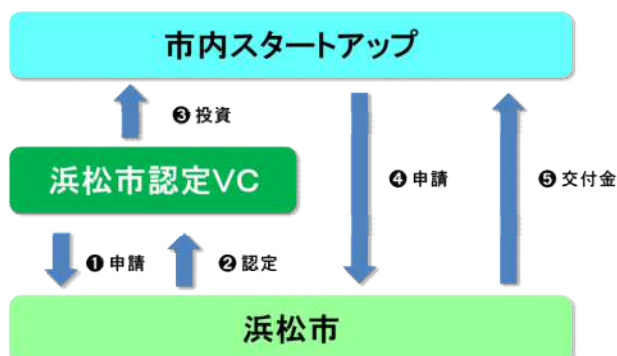 市内スタートアップ
❸投資
浜松市認定VC
❹申請
❺交付金
❶申請
❷認定
浜松市